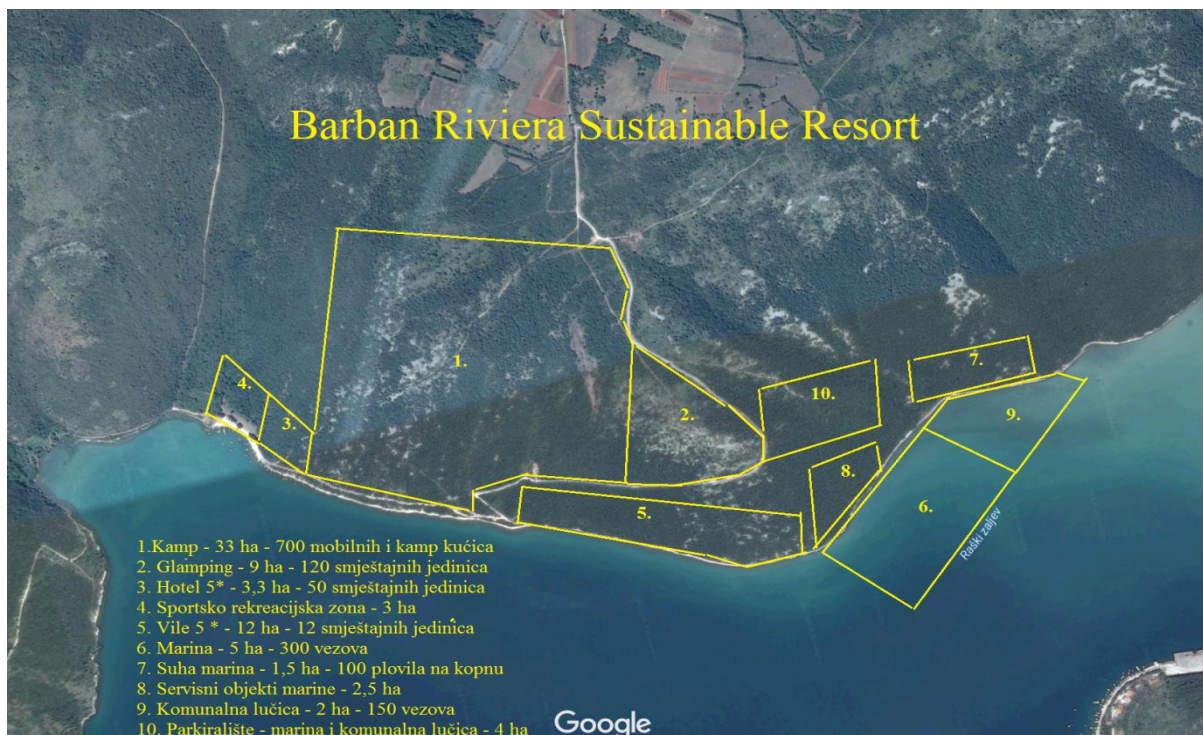 Barban Riviera Sustainable Resort
1.
2.
3.
4.
5.
6.
7.
8.
9.
10.
Raški zaljev
1.Kamp - 33 ha - 700 mobilnih i kamp kućica
2. Glamping - 9 ha - 120 smještajnih jedinica
3. Hotel 5* - 3,3 ha - 50 smještajnih jedinica
4. Sportsko rekreacijska zona - 3 ha
5. Vile 5 * - 12 ha - 12 smještajnih jedinica
6. Marina - 5 ha - 300 vezova
7. Suha marina - 1,5 ha - 100 plovila na kopnu
8. Servisni objekti marine - 2,5 ha
9. Komunalna lučica - 2 ha - 150 vezova
10. Parkiralište - marina i komunalna lučica - 4 ha
Google